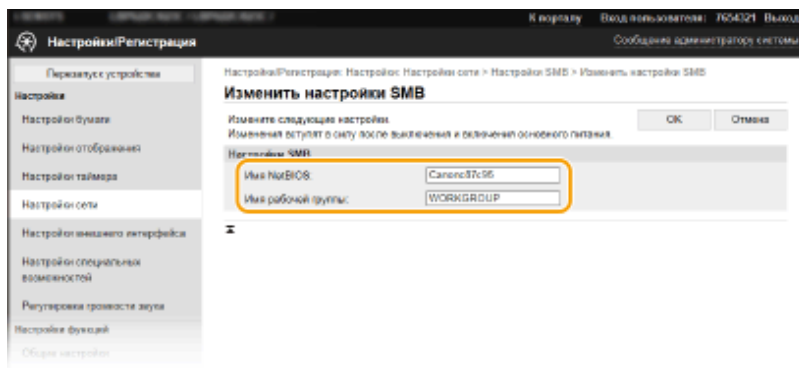 К порталу Вход пользователя: 7654321 Выход
Настройки/Регистрация
Сообщение администратору системы
Перезапуск устройства
Настройки
Настройки бумаги
Настройки отображения
Настройки таймера
Настройки сети
Настройки внешнего интерфейса
Настройки специальных
возможностей
Регулировка громкости звука
Настройки функций
Общие настройки
Настройки/Регистрация: Настройки: Настройки сети > Настройки SMB > Изменить настройки SMB
Изменить настройки SMB
Измените следующие настройки.
Изменения вступят в силу после выключения и включения основного питания.
OK Отмена
Настройки SMB
Имя NetBIOS:
Имя рабочей группы: WORKGROUP